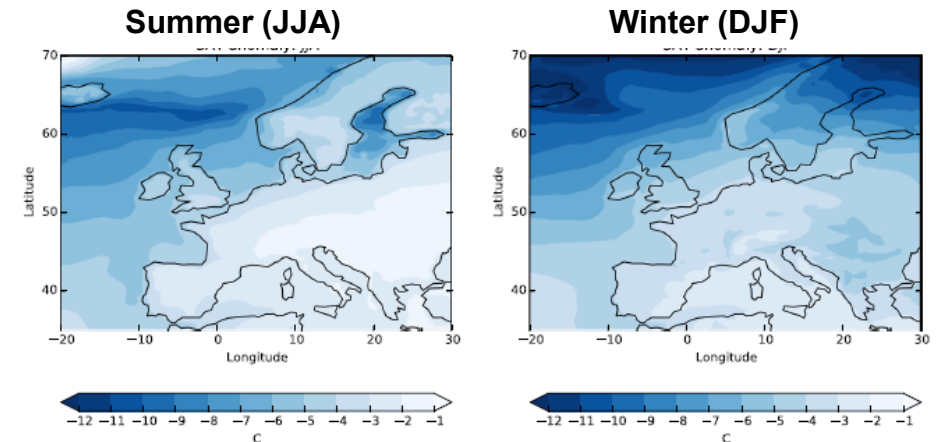 Summer (JJA)
Winter (DJF)
70
60
50
40
Latitude
−20 −10 0 10 20 30
Longitude
−12 −11 −10 −9 −8 −7 −6 −5 −4 −3 −2 −1
C
70
60
50
40
Latitude
−20 −10 0 10 20 30
Longitude
−12 −11 −10 −9 −8 −7 −6 −5 −4 −3 −2 −1
C